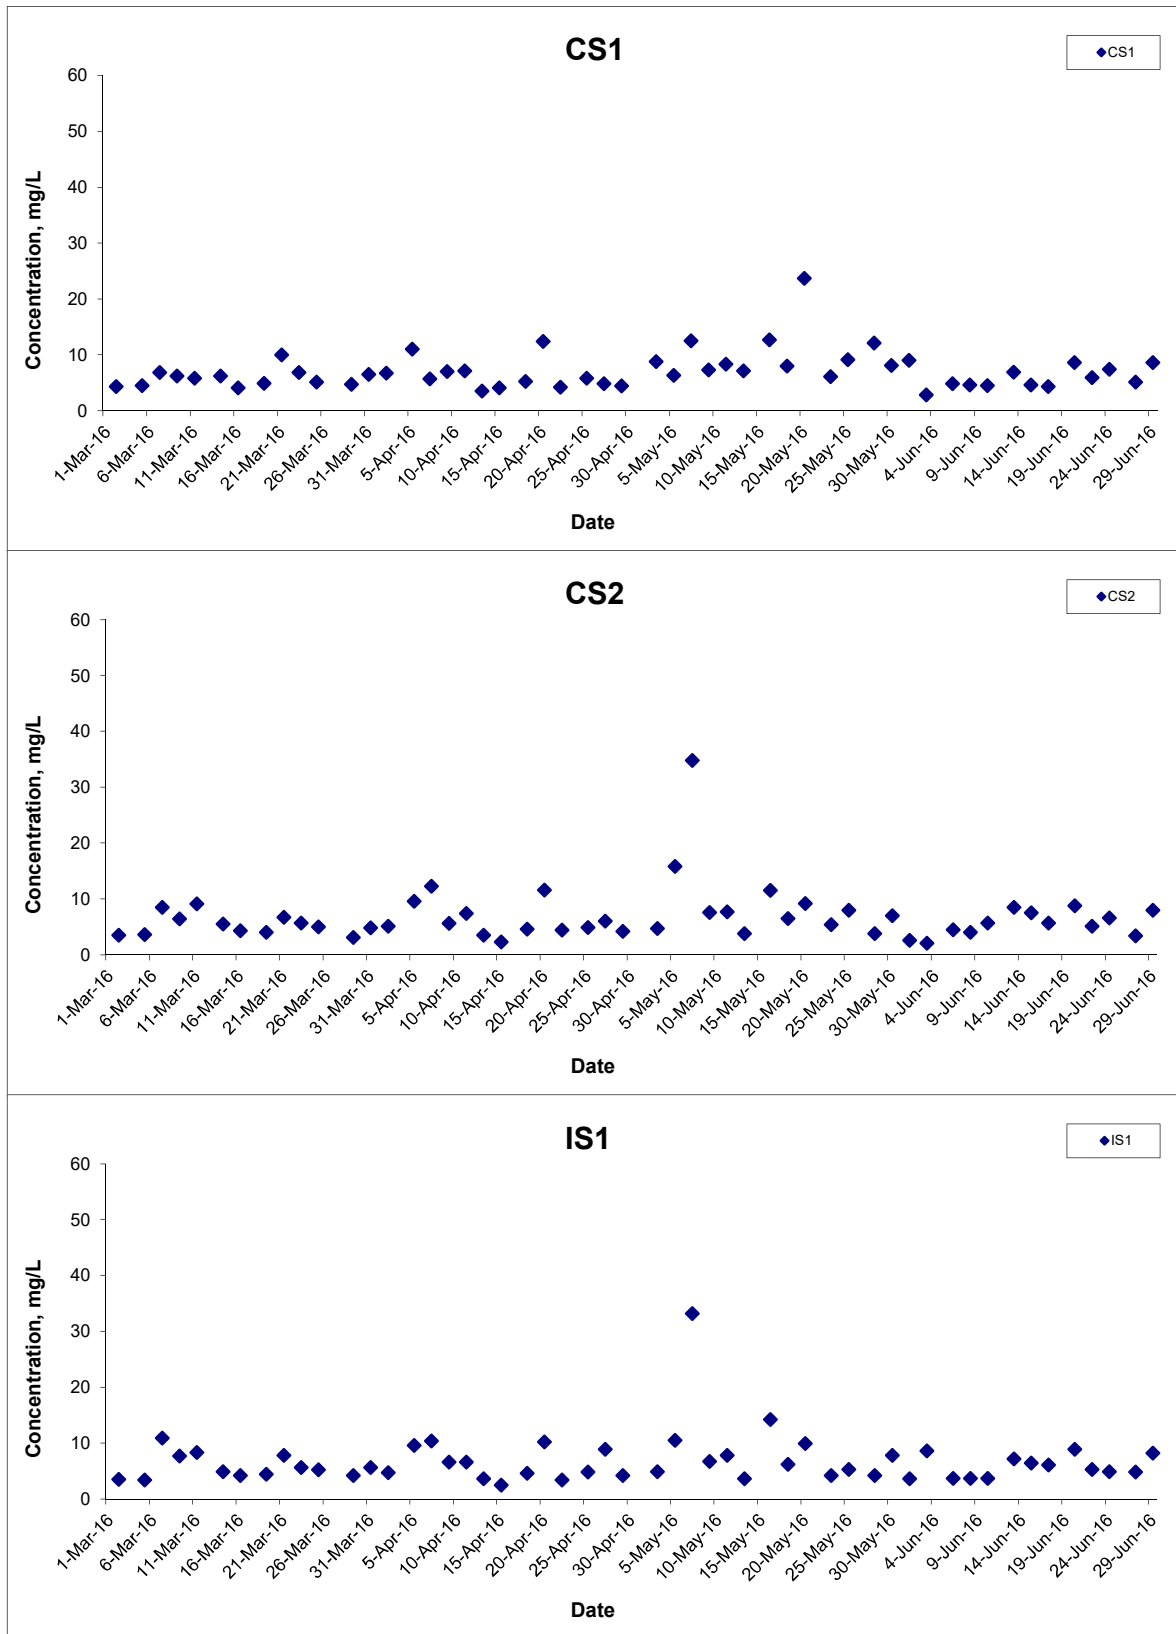 CS1
CS1
60
50
40
30
20
10
0
Concentration, mg/L
1-Mar-16
6-Mar-16
11-Mar-16
16-Mar-16
21-Mar-16
26-Mar-16
31-Mar-16
5-Apr-16
10-Apr-16
15-Apr-16
20-Apr-16
25-Apr-16
30-Apr-16
5-May-16
10-May-16
15-May-16
20-May-16
25-May-16
30-May-16
4-Jun-16
9-Jun-16
14-Jun-16
19-Jun-16
24-Jun-16
29-Jun-16
Date
CS2
CS2
60
50
40
30
20
10
0
Concentration, mg/L
1-Mar-16
6-Mar-16
11-Mar-16
16-Mar-16
21-Mar-16
26-Mar-16
31-Mar-16
5-Apr-16
10-Apr-16
15-Apr-16
20-Apr-16
25-Apr-16
30-Apr-16
5-May-16
10-May-16
15-May-16
20-May-16
25-May-16
30-May-16
4-Jun-16
9-Jun-16
14-Jun-16
19-Jun-16
24-Jun-16
29-Jun-16
Date
IS1
IS1
60
50
40
30
20
10
0
Concentration, mg/L
1-Mar-16
6-Mar-16
11-Mar-16
16-Mar-16
21-Mar-16
26-Mar-16
31-Mar-16
5-Apr-16
10-Apr-16
15-Apr-16
20-Apr-16
25-Apr-16
30-Apr-16
5-May-16
10-May-16
15-May-16
20-May-16
25-May-16
30-May-16
4-Jun-16
9-Jun-16
14-Jun-16
19-Jun-16
24-Jun-16
29-Jun-16
Date